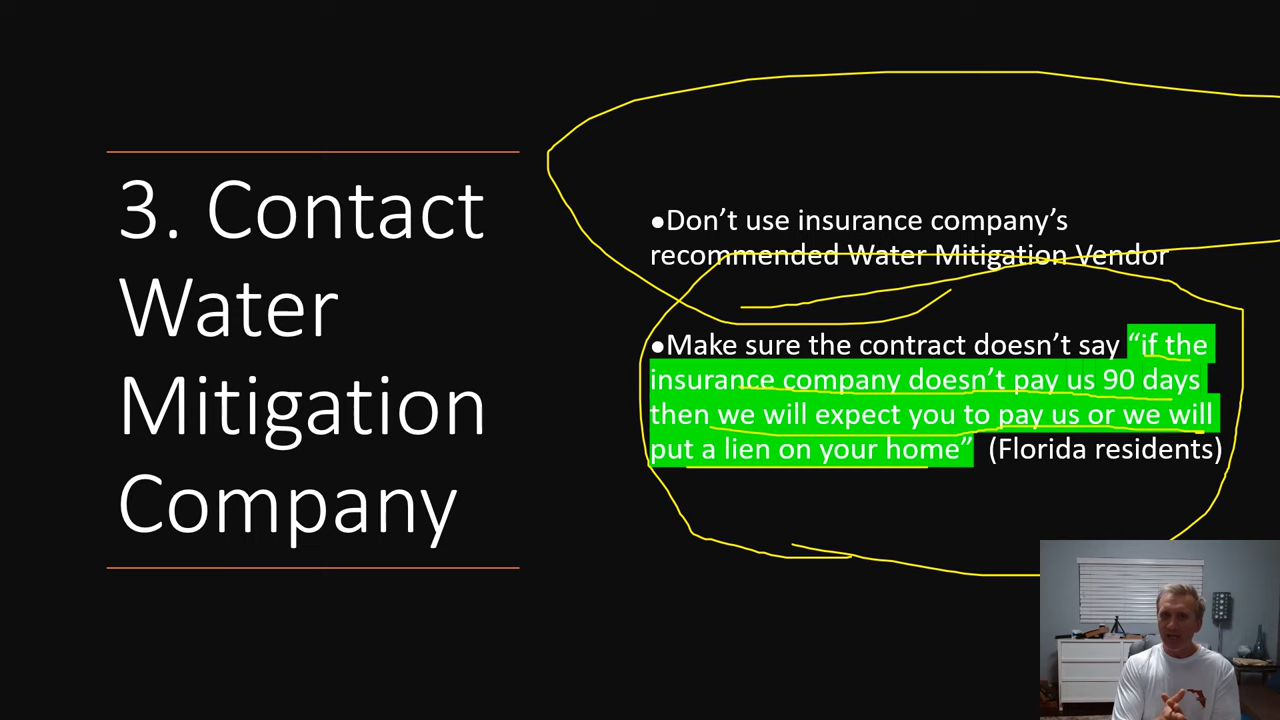 3. Contact
Water
Mitigation
Company
●Don’t use insurance company’s
recommended Water Mitigation Vendor
●Make sure the contract doesn’t say “if the
insurance company doesn’t pay us 90 days
then we will expect you to pay us or we will
put a lien on your home” (Florida residents)